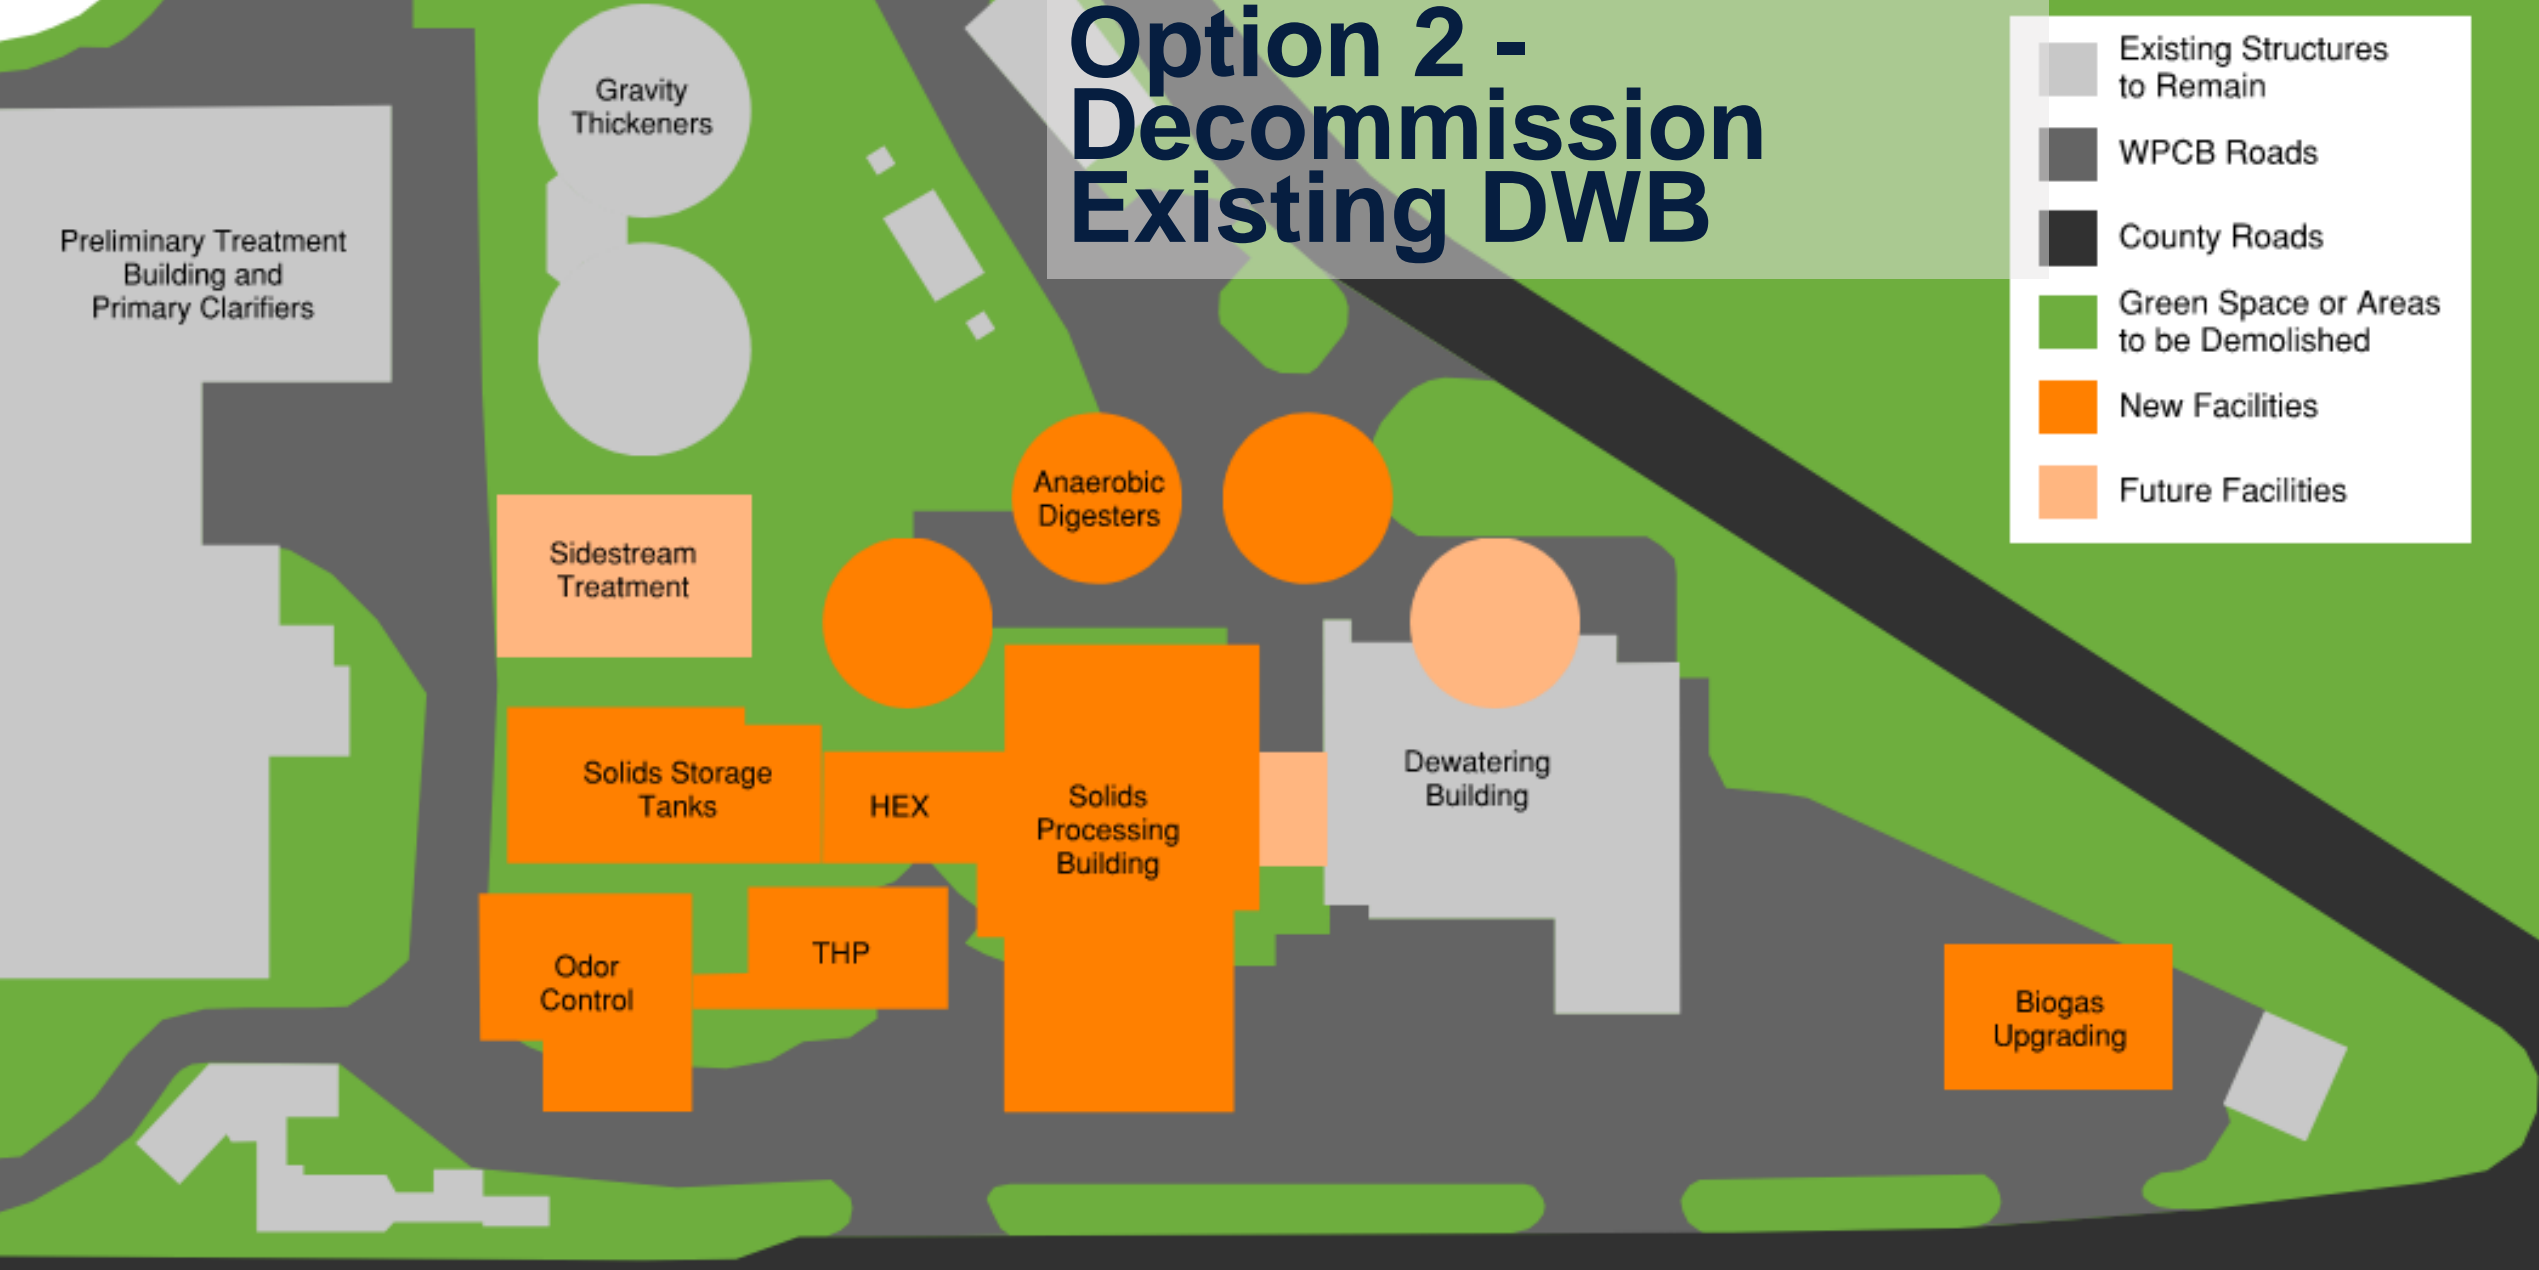 Option 2 -
Decommission
Existing DWB
Existing Structures
to Remain
WPCB Roads
County Roads
Green Space or Areas
to be Demolished
New Facilities
Future Facilities
Gravity
Thickeners
Preliminary Treatment
Building and
Primary Clarifiers
Anaerobic
Digesters
Sidestream
Treatment
Solids Storage
Tanks
HEX
Solids
Processing
Building
Dewatering
Building
Odor
Control
THP
Biogas
Upgrading